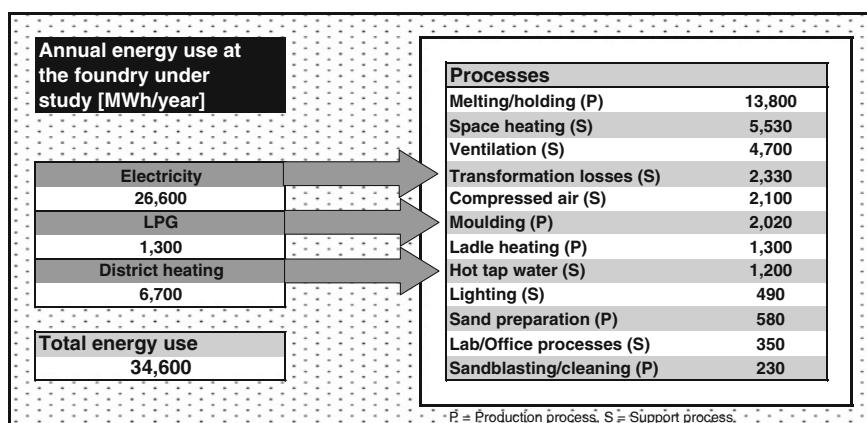 Annual energy use at
the foundry under
study [MWh/year]
Electricity
26,600
LPG
1,300
District heating
6,700
Total energy use
34,600
Processes
Melting/holding (P) 13,800
Space heating (S) 5,530
Ventilation (S) 4,700
Transformation losses (S) 2,330
Compressed air (S) 2,100
Moulding (P) 2,020
Ladle heating (P) 1,300
Hot tap water (S) 1,200
Lighting (S) 490
Sand preparation (P) 580
Lab/Office processes (S) 350
Sandblasting/cleaning (P) 230
P = Production process, S = Support process